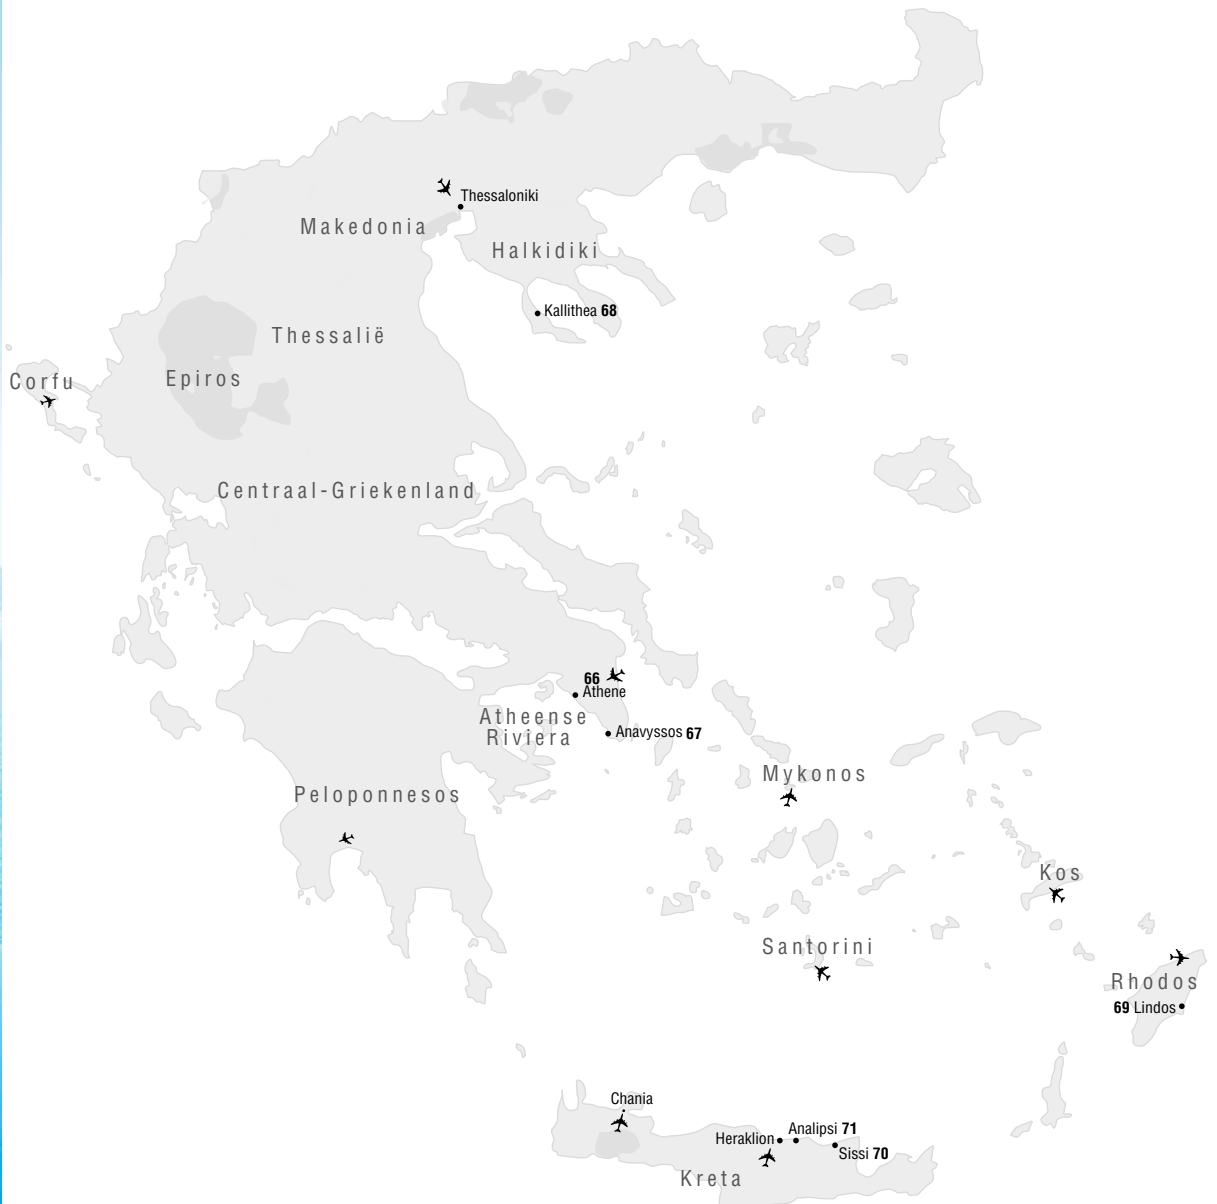 Thessaloniki
Makedonia
Halkidiki
Kallithea 68
Thessalië
Corfu
Epiros
Centraal-Griekenland
66
Athene
Atheense
Riviera
Anavyssos 67
Mykonos
Peloponnesos
Kos
Santorini
Rhodos
69 Lindos
Chania
Analipsi 71
Heraklion
Sissi 70
Kreta